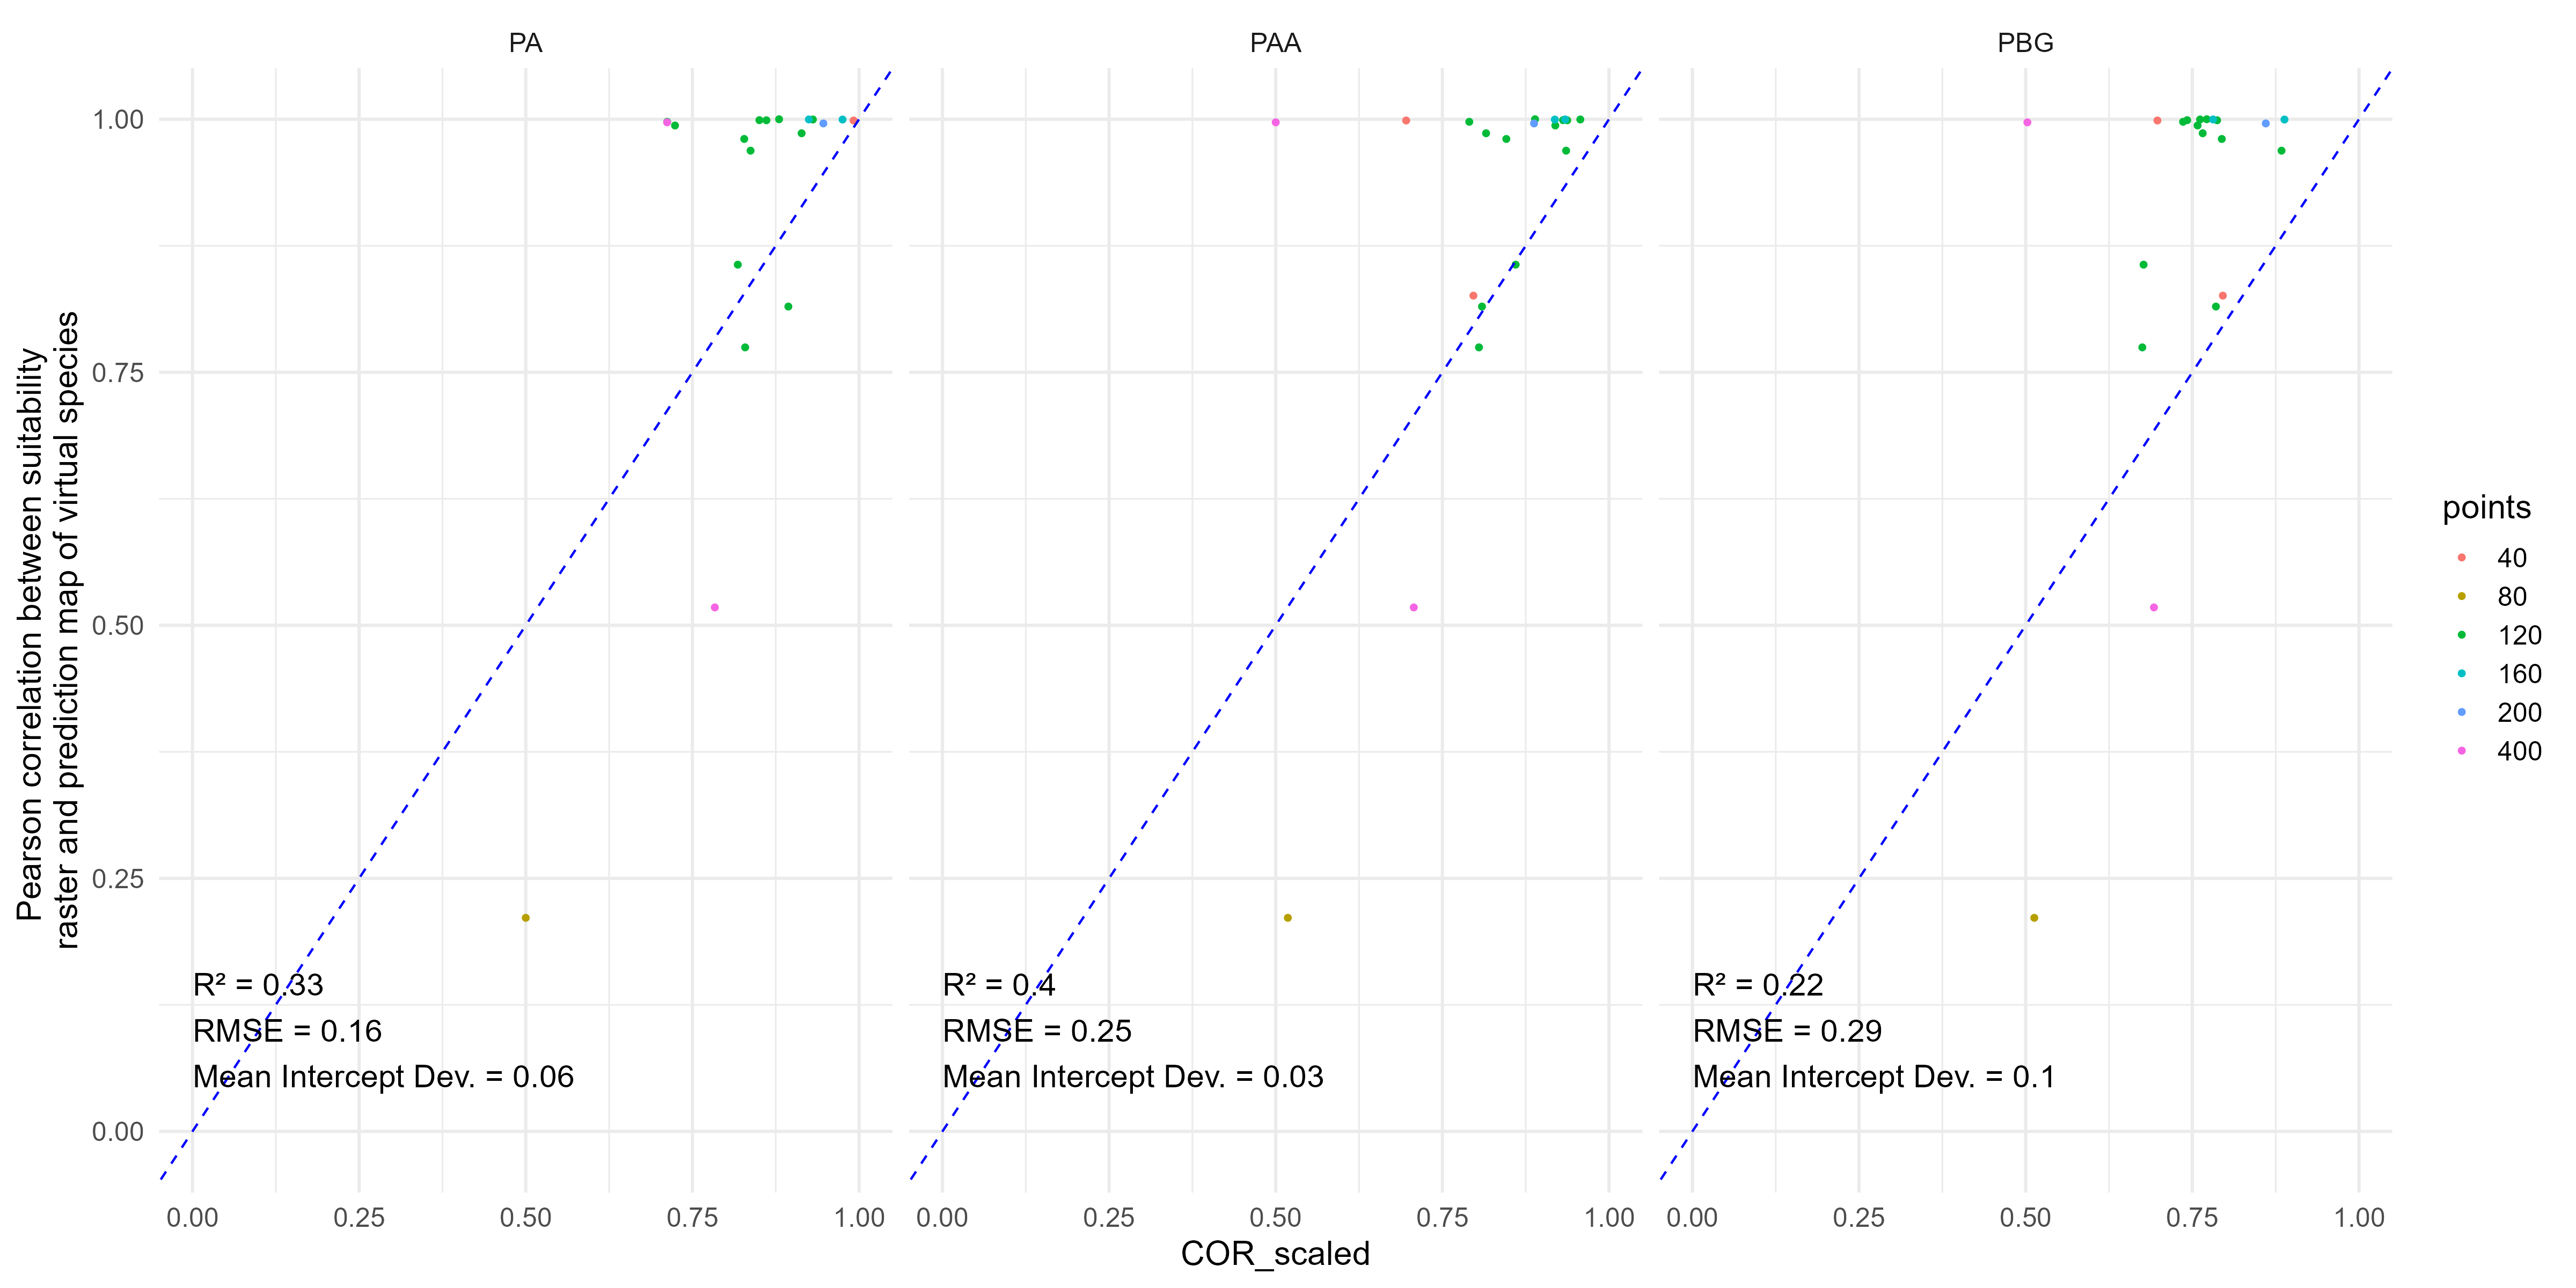 PA
PAA
PBG
Pearson correlation between suitability
raster and prediction map of virtual species
1.00
0.75
0.50
0.25
0.00
R² = 0.33
RMSE = 0.16
Mean Intercept Dev. = 0.06
R² = 0.4
RMSE = 0.25
Mean Intercept Dev. = 0.03
R² = 0.22
RMSE = 0.29
Mean Intercept Dev. = 0.1
0.00 0.25 0.50 0.75 1.00
0.00 0.25 0.50 0.75 1.00
0.00 0.25 0.50 0.75 1.00
COR_scaled
points
40
80
120
160
200
400